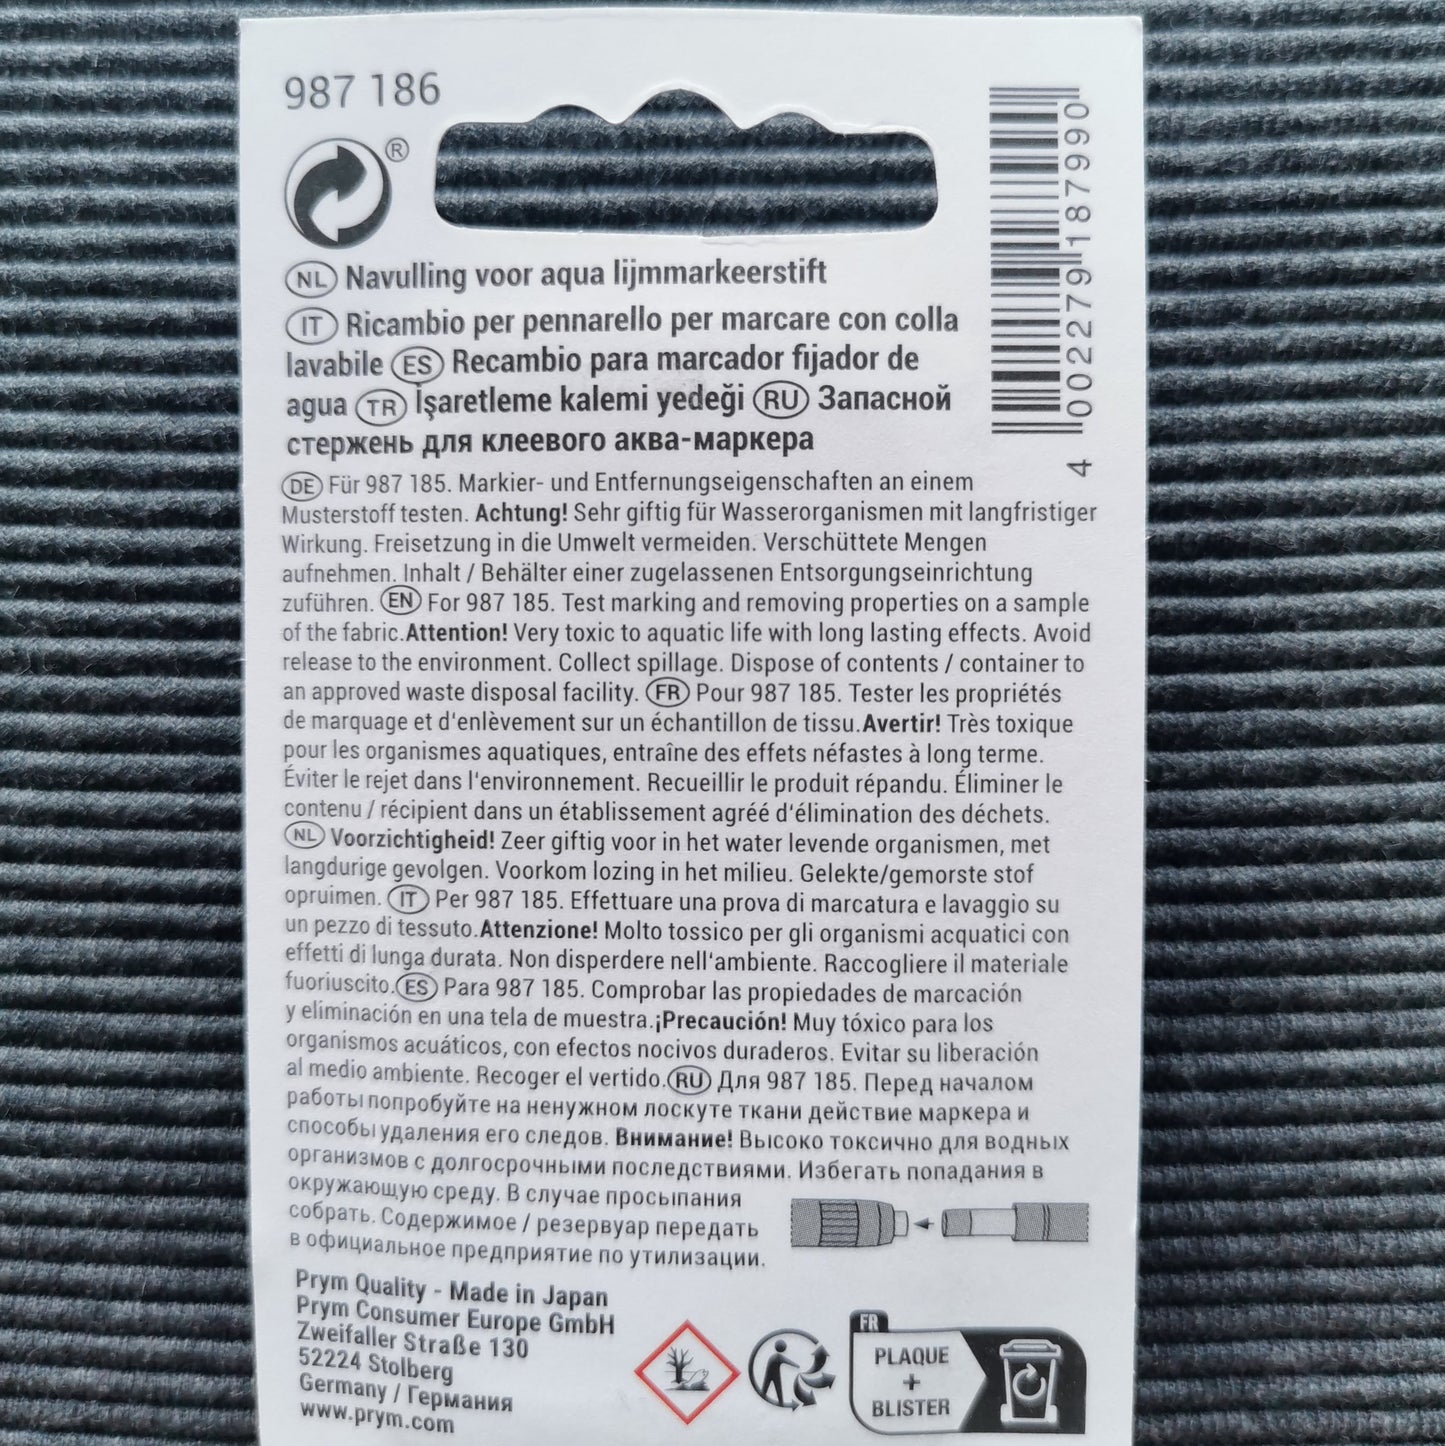 987 186
®
4 002279 187990
NL Navulling voor aqua lijmmarkeerstift
IT Ricambio per pennarello per marcare con colla
lavabile ES Recambio para marcador fijador de
agua TR İşaretleme kalemi yedeği RU Запасной
стержень для клеевого аква-маркера
DE Für 987 185. Markier- und Entfernungseigenschaften an einem
Musterstoff testen. Achtung! Sehr giftig für Wasserorganismen mit langfristiger
Wirkung. Freisetzung in die Umwelt vermeiden. Verschüttete Mengen
aufnehmen. Inhalt / Behälter einer zugelassenen Entsorgungseinrichtung
zuführen. EN For 987 185. Test marking and removing properties on a sample
of the fabric.Attention! Very toxic to aquatic life with long lasting effects. Avoid
release to the environment. Collect spillage. Dispose of contents / container to
an approved waste disposal facility. FR Pour 987 185. Tester les propriétés
de marquage et d'enlèvement sur un échantillon de tissu.Avertir! Très toxique
pour les organismes aquatiques, entraîne des effets néfastes à long terme.
Éviter le rejet dans l'environnement. Recueillir le produit répandu. Éliminer le
contenu / récipient dans un établissement agréé d'élimination des déchets.
NL Voorzichtigheid! Zeer giftig voor in het water levende organismen, met
langdurige gevolgen. Voorkom lozing in het milieu. Gelekte/gemorste stof
opruimen. IT Per 987 185. Effettuare una prova di marcatura e lavaggio su
un pezzo di tessuto.Attenzione! Molto tossico per gli organismi acquatici con
effetti di lunga durata. Non disperdere nell'ambiente. Raccogliere il materiale
fuoriuscito.ES Para 987 185. Comprobar las propiedades de marcación
y eliminación en una tela de muestra.¡Precaución! Muy tóxico para los
organismos acuáticos, con efectos nocivos duraderos. Evitar su liberación
al medio ambiente. Recoger el vertido.RU Для 987 185. Перед началом
работы попробуйте на ненужном лоскуте ткани действие маркера и
способы удаления его следов. Внимание! Высоко токсично для водных
организмов с долгосрочными последствиями. Избегать попадания в
окружающую среду. В случае просыпания
собрать. Содержимое / резервуар передать
в официальное предприятие по утилизации.
Prym Quality - Made in Japan
Prym Consumer Europe GmbH
Zweifaller Straße 130
52224 Stolberg
Germany / Германия
www.prym.com
FR
PLAQUE
+
BLISTER